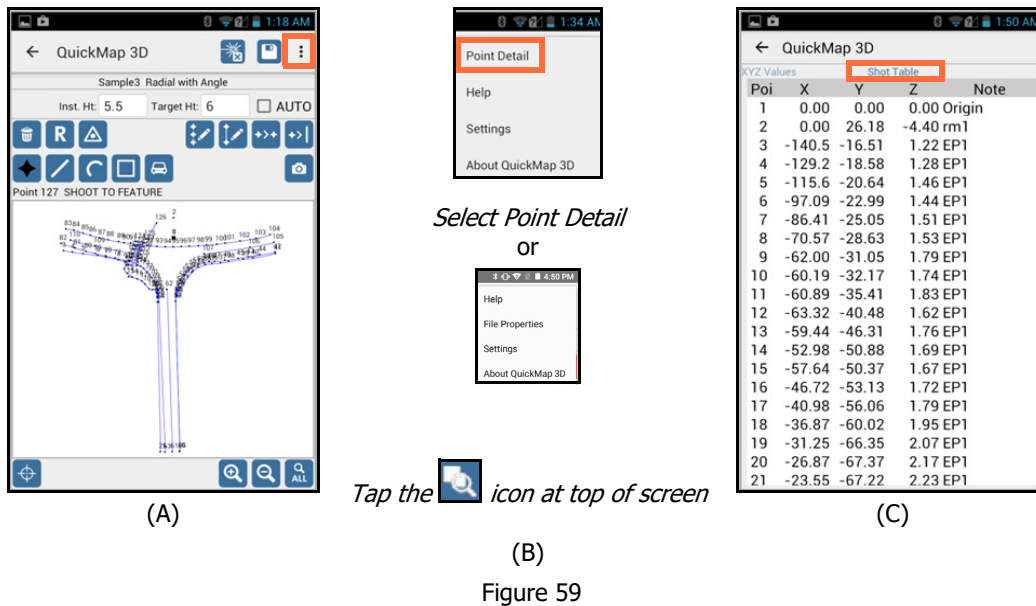 1:18 AM
QuickMap 3D
Sample3 Radial with Angle
Inst. Ht: 5.5 Target Ht: 6 AUTO
R
Point 127 SHOOT TO FEATURE
126 2
104
103
105
102
106
62
ALL
(A)
1:34 AM
Point Detail
Help
Settings
About QuickMap 3D
Select Point Detail
or
4:50 PM
Help
File Properties
Settings
About QuickMap 3D
Tap the icon at top of screen
(B)
Figure 59
1:50 AM
QuickMap 3D
XYZ Values Shot Table
Poi X Y Z Note
1 0.00 0.00 0.00 Origin
2 0.00 26.18 -4.40 rm1
3 -140.5 -16.51 1.22 EP1
4 -129.2 -18.58 1.28 EP1
5 -115.6 -20.64 1.46 EP1
6 -97.09 -22.99 1.44 EP1
7 -86.41 -25.05 1.51 EP1
8 -70.57 -28.63 1.53 EP1
9 -62.00 -31.05 1.79 EP1
10 -60.19 -32.17 1.74 EP1
11 -60.89 -35.41 1.83 EP1
12 -63.32 -40.48 1.62 EP1
13 -59.44 -46.31 1.76 EP1
14 -52.98 -50.88 1.69 EP1
15 -57.64 -50.37 1.67 EP1
16 -46.72 -53.13 1.72 EP1
17 -40.98 -56.06 1.79 EP1
18 -36.87 -60.02 1.95 EP1
19 -31.25 -66.35 2.07 EP1
20 -26.87 -67.37 2.17 EP1
21 -23.55 -67.22 2.23 EP1
(C)